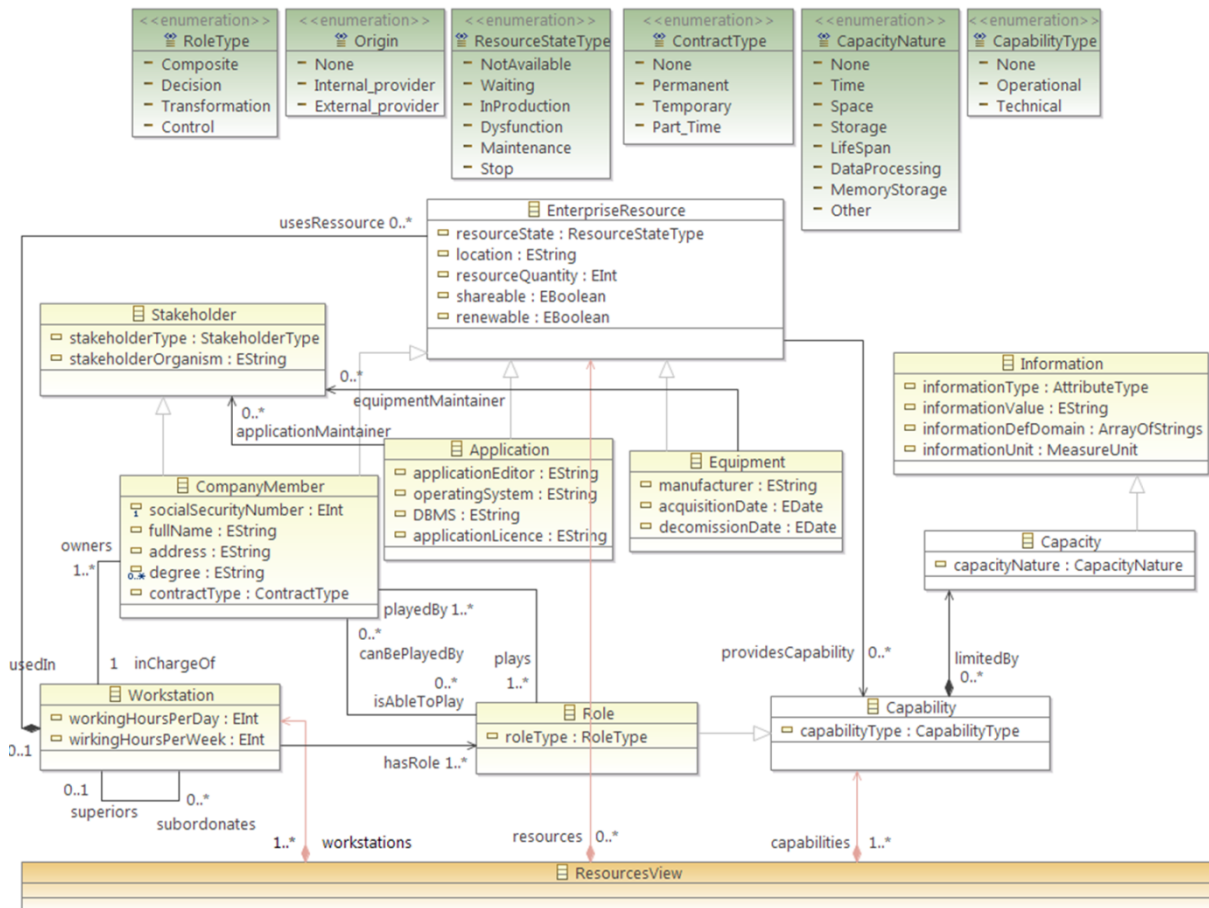 <<enumeration>>
RoleType
Composite
Decision
Transformation
Control
<<enumeration>>
Origin
None
Internal_provider
External_provider
<<enumeration>>
ResourceStateType
NotAvailable
Waiting
InProduction
Dysfunction
Maintenance
Stop
<<enumeration>>
ContractType
None
Permanent
Temporary
Part_Time
<<enumeration>>
CapacityNature
None
Time
Space
Storage
LifeSpan
DataProcessing
MemoryStorage
Other
<<enumeration>>
CapabilityType
None
Operational
Technical
usesRessource 0..*
EnterpriseResource
resourceState : ResourceStateType
location : EString
resourceQuantity : EInt
shareable : EBoolean
renewable : EBoolean
Stakeholder
stakeholderType : StakeholderType
stakeholderOrganism : EString
0..*
equipmentMaintainer
0..*
applicationMaintainer
Information
informationType : AttributeType
informationValue : EString
informationDefDomain : ArrayOfStrings
informationUnit : MeasureUnit
Application
applicationEditor : EString
operatingSystem : EString
DBMS : EString
applicationLicence : EString
Equipment
manufacturer : EString
acquisitionDate : EDate
decomissionDate : EDate
CompanyMember
1
socialSecurityNumber : EInt
fullName : EString
address : EString
0..*
degree : EString
contractType : ContractType
Capacity
capacityNature : CapacityNature
owners
1..*
playedBy 1..*
0..*
canBePlayedBy
plays
0..*
1..*
isAbleToPlay
providesCapability
0..*
limitedBy
0..*
usedIn
1
inChargeOf
Workstation
workingHoursPerDay : EInt
wirkingHoursPerWeek : EInt
0..1
Role
roleType : RoleType
hasRole 1..*
Capability
capabilityType : CapabilityType
0..1
superiors
0..*
subordonates
1..*
workstations
resources
0..*
capabilities
1..*
ResourcesView